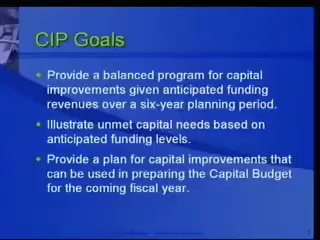 CIP Goals
Provide a balanced program for capital
improvements given anticipated funding
revenues over a six-year planning period.
Illustrate unmet capital needs based on
anticipated funding levels.
Provide a plan for capital improvements that
can be used in preparing the Capital Budget
for the coming fiscal year.